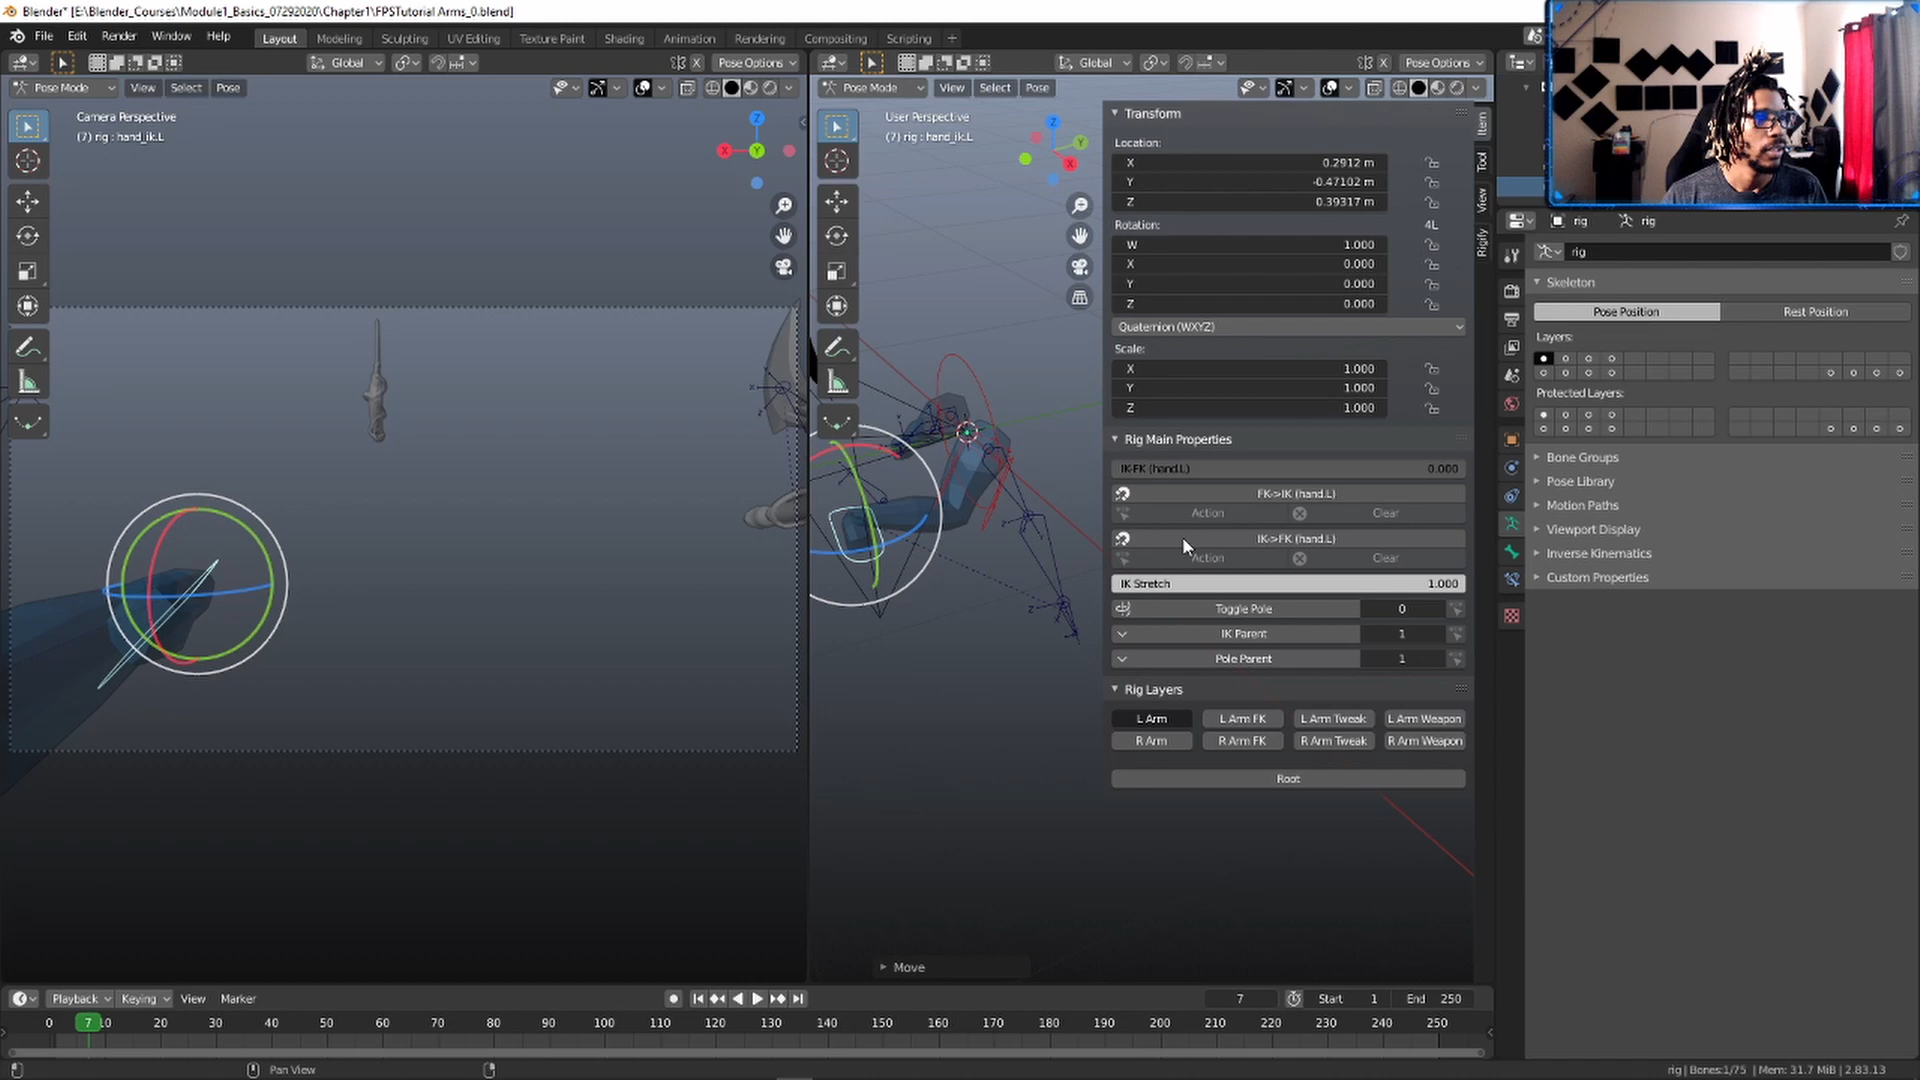 Blender* [E:\Blender_Courses\Module1_Basics_07292020\Chapter1\FPSTutorial Arms_0.blend]
File Edit Render Window Help Layout Modeling Sculpting UV Editing Texture Paint Shading Animation Rendering Compositing Scripting +
Global Pose Options
Global Pose Options
Pose Mode View Select Pose
Pose Mode View Select Pose
Camera Perspective
(7) rig : hand_ik.L
User Perspective
(7) rig : hand_ik.L
Z
X
Y
Z
Y
X
Transform
Location:
X 0.2912 m
Y -0.47102 m
Z 0.39317 m
Rotation: 4L
W 1.000
X 0.000
Y 0.000
Z 0.000
Quaternion (WXYZ)
Scale:
X 1.000
Y 1.000
Z 1.000
Rig Main Properties
IK-FK (hand.L) 0.000
FK->IK (hand.L)
Action Clear
IK->FK (hand.L)
Action Clear
IK Stretch 1.000
Toggle Pole 0
IK Parent 1
Pole Parent 1
Rig Layers
L Arm L Arm FK L Arm Tweak L Arm Weapon
R Arm R Arm FK R Arm Tweak R Arm Weapon
Root
Item
Tool
View
Rigify
rig rig
rig
Skeleton
Pose Position Rest Position
Layers:
Protected Layers:
Bone Groups
Pose Library
Motion Paths
Viewport Display
Inverse Kinematics
Custom Properties
Move
Playback Keying View Marker 7 Start 1 End 250
0 7 10 20 30 40 50 60 70 80 90 100 110 120 130 140 150 160 170 180 190 200 210 220 230 240 250
Pan View
rig | Bones:1/75 | Mem: 31.7 MiB | 2.83.13